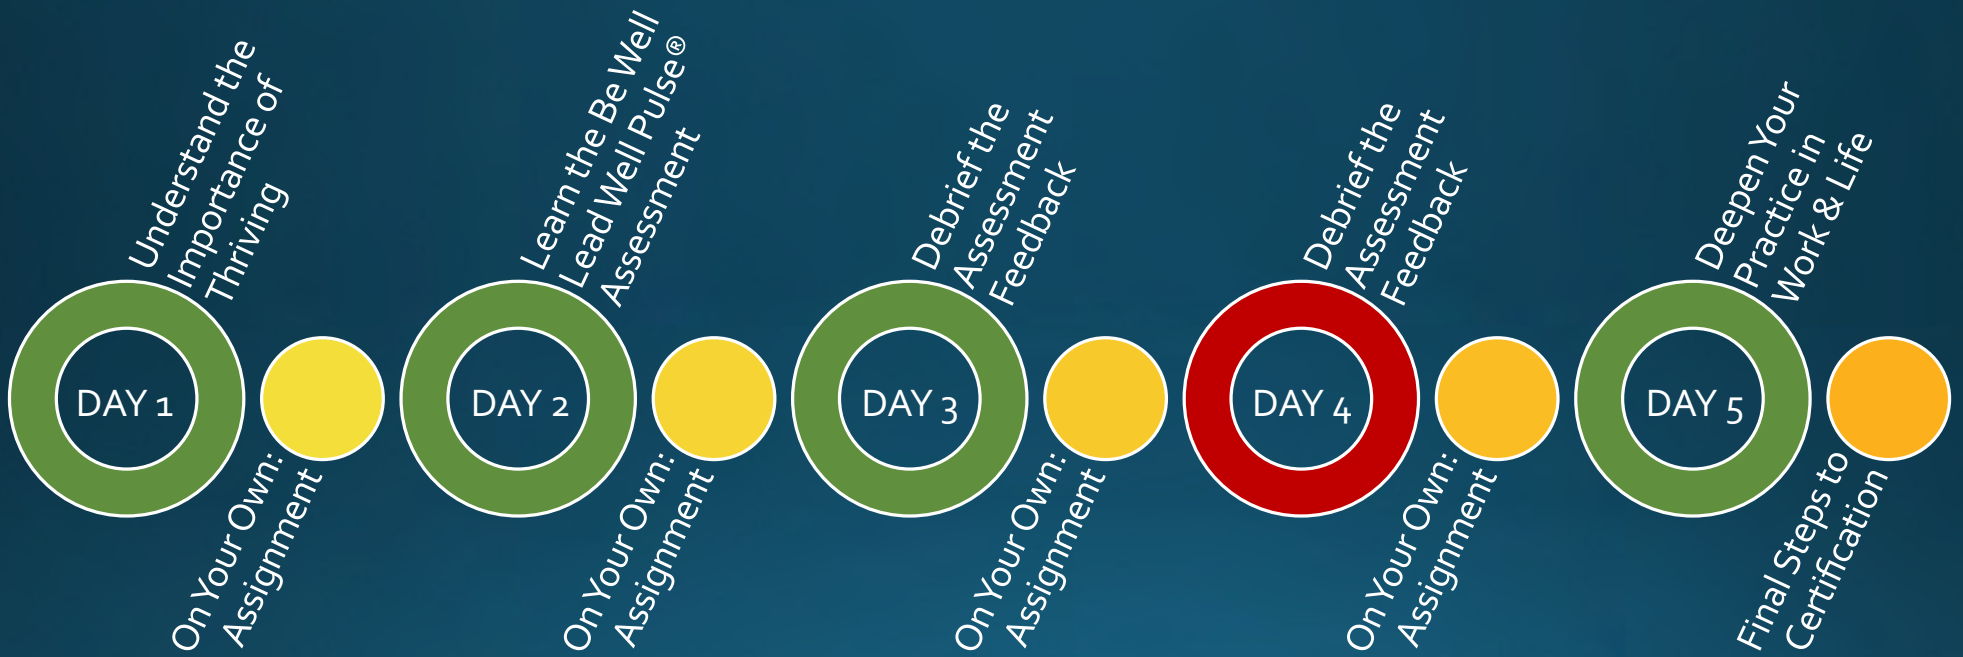 Understand the
Importance of
Thriving
DAY 1
On Your Own:
Assignment
Learn the Be Well
Lead Well Pulse®
Assessment
DAY 2
On Your Own:
Assignment
Debrief the
Assessment
Feedback
DAY 3
On Your Own:
Assignment
Debrief the
Assessment
Feedback
DAY 4
On Your Own:
Assignment
Deepen Your
Practice in
Work & Life
DAY 5
Final Steps to
Certification